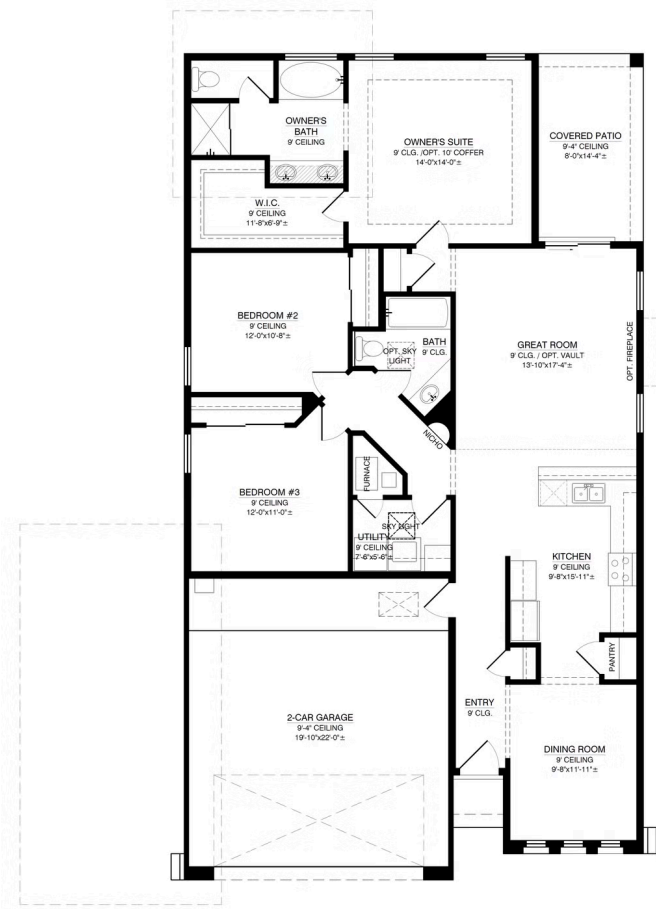 OWNER'S
BATH
9' CEILING
OWNER'S SUITE
9' CLG. /OPT. 10' COFFER
14'-0"x14'-0"±
COVERED PATIO
9'-4" CEILING
8'-0"x14'-4"±
W.I.C.
9' CEILING
11'-8"x6'-9"±
BEDROOM #2
9' CEILING
12'-0"x10'-8"±
BATH
9' CLG.
OPT. SKY
LIGHT
GREAT ROOM
9' CLG. / OPT. VAULT
13'-10"x17'-4"±
OPT. FIREPLACE
NICHO
FURNACE
BEDROOM #3
9' CEILING
12'-0"x11'-0"±
SKY LIGHT
UTILITY
9' CEILING
7'-6"x5'-6"±
KITCHEN
9' CEILING
9'-8"x15'-11"±
PANTRY
ENTRY
9' CLG.
2-CAR GARAGE
9'-4" CEILING
19'-10"x22'-0"±
DINING ROOM
9' CEILING
9'-8"x11'-11"±